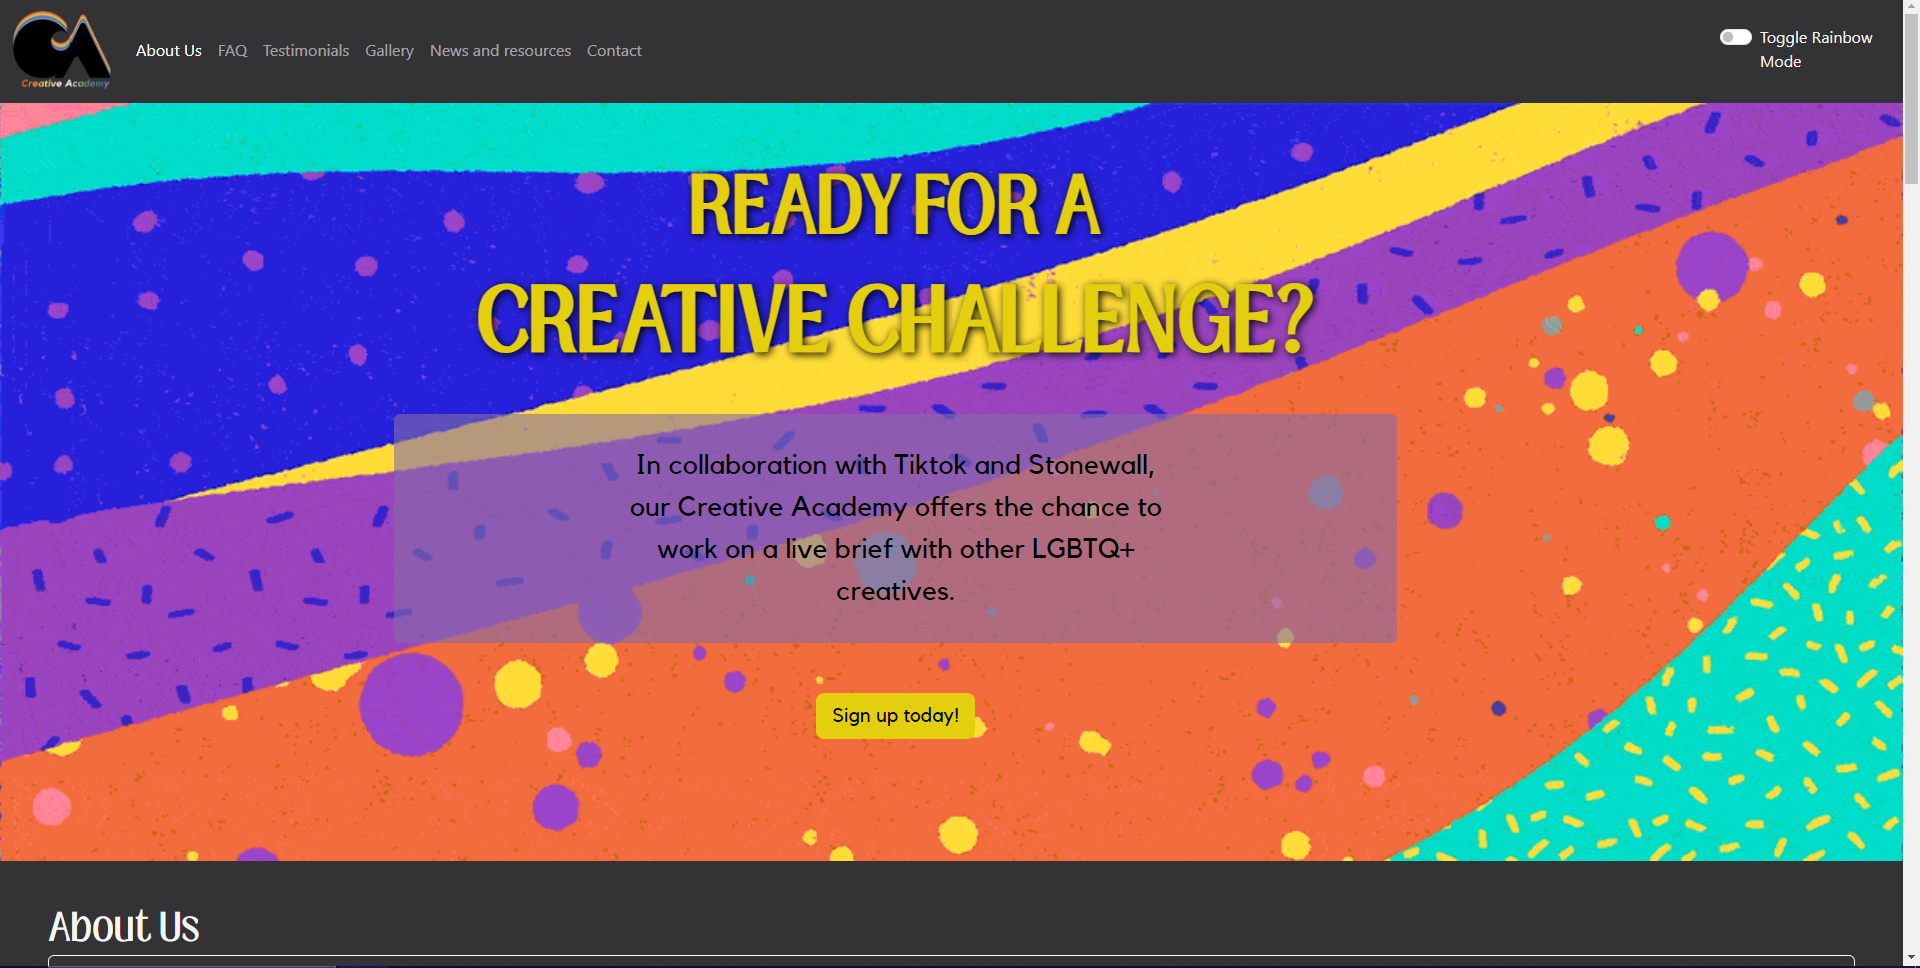 CA
Creative Academy
About Us FAQ Testimonials Gallery News and resources Contact
Toggle Rainbow
Mode
READY FOR A
CREATIVE CHALLENGE?
In collaboration with Tiktok and Stonewall,
our Creative Academy offers the chance to
work on a live brief with other LGBTQ+
creatives.
Sign up today!
About Us